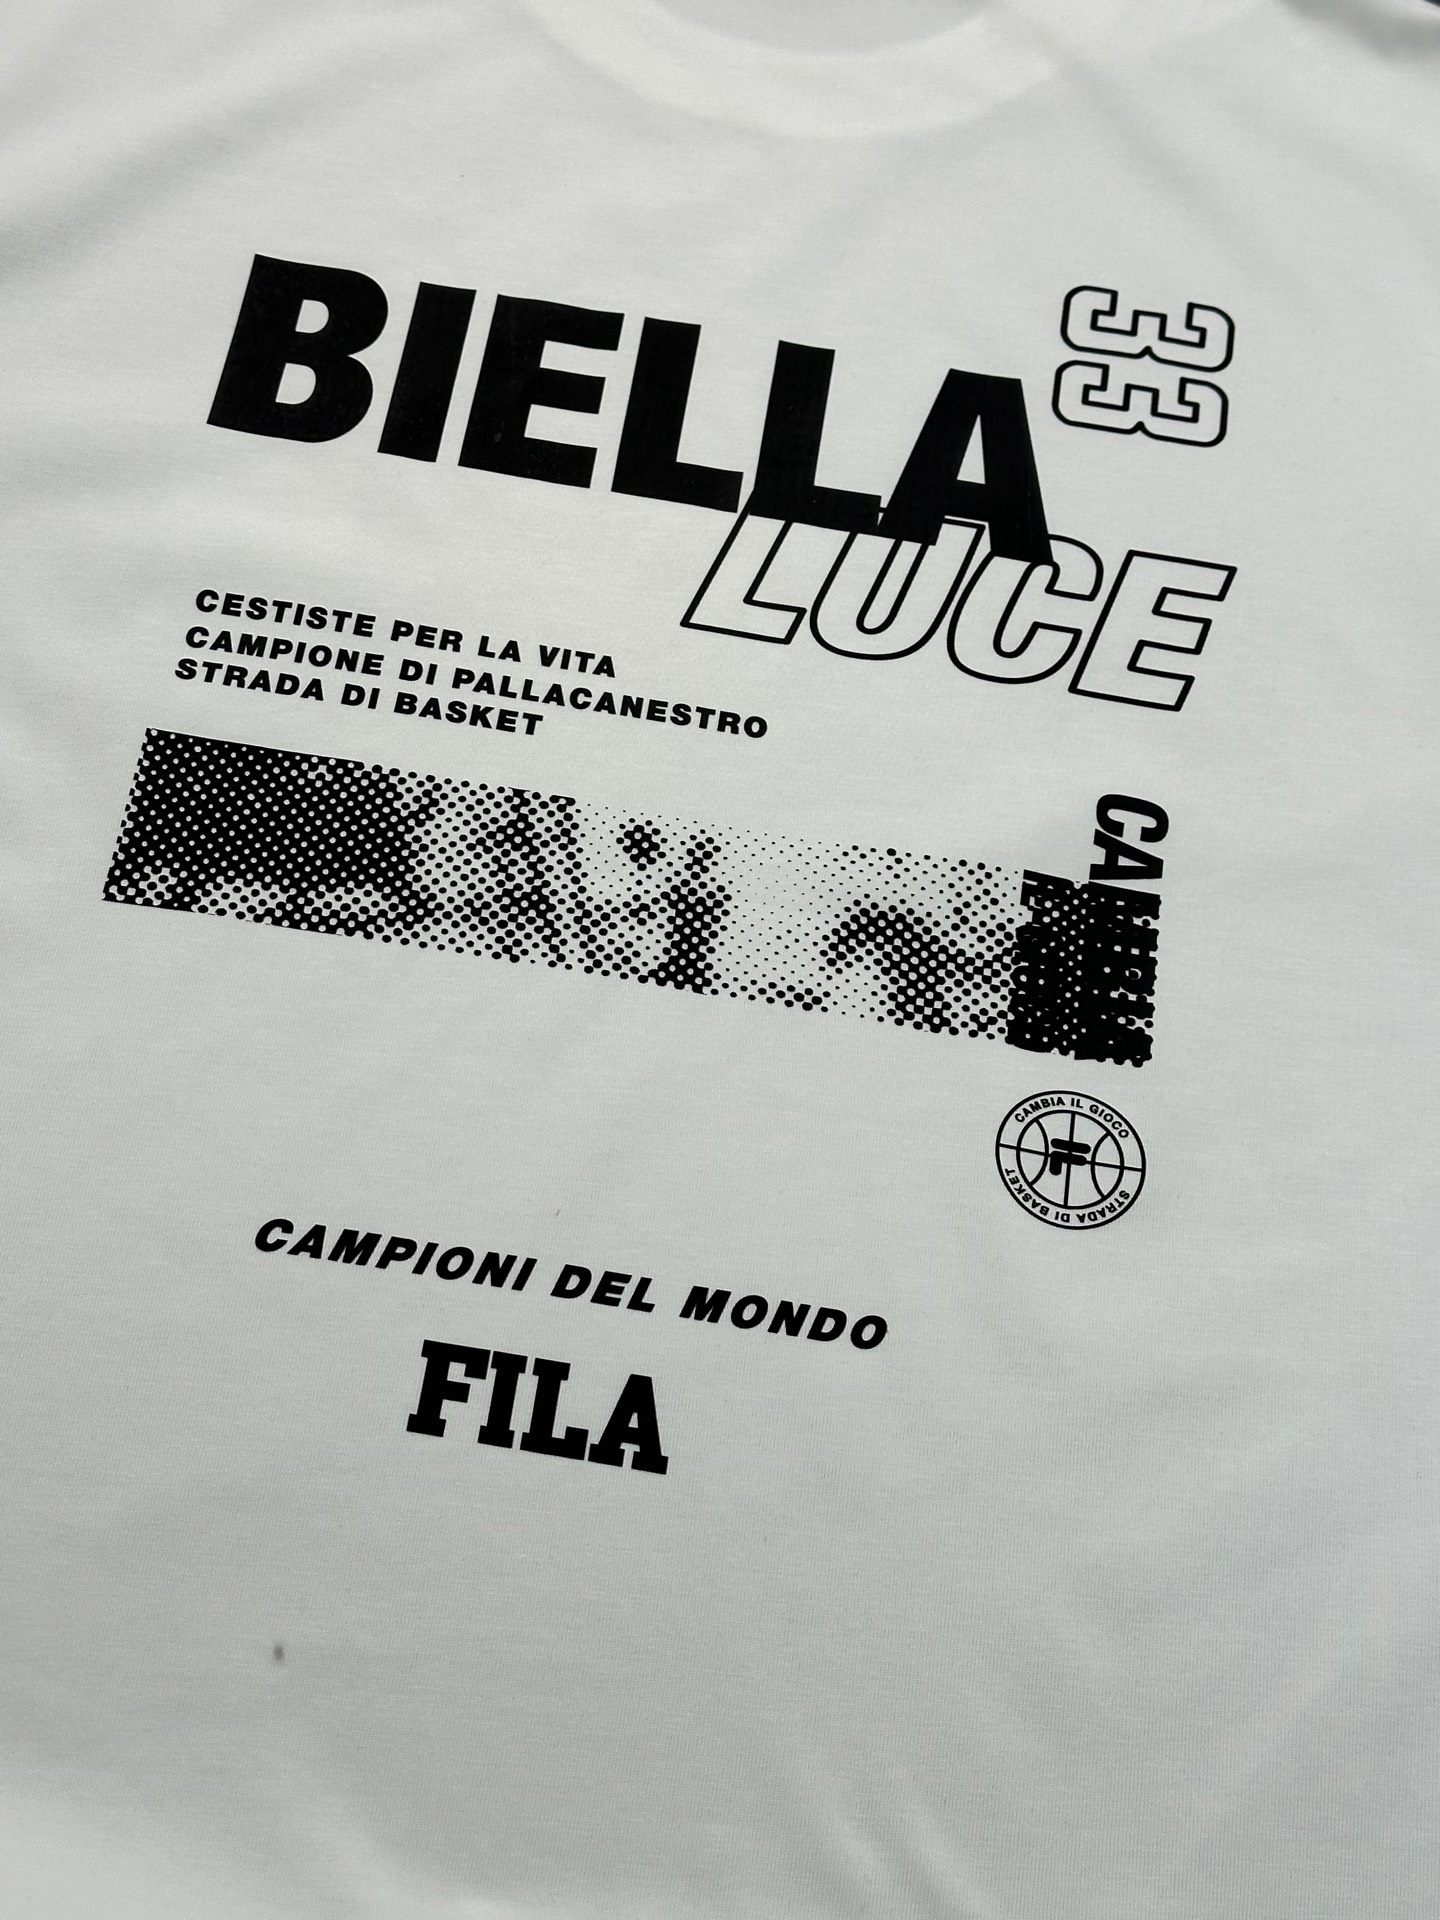 BIELLA
33
LUCE
CESTISTE PER LA VITA
CAMPIONE DI PALLACANESTRO
STRADA DI BASKET
CAMBIA IL GIOCO
STRADA DI BASKET
CAMPIONI DEL MONDO
FILA